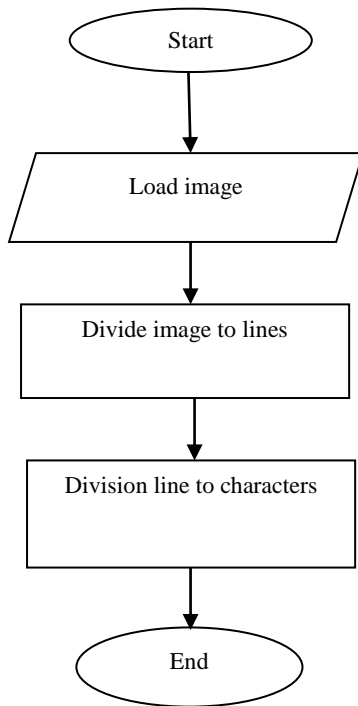 Start
Load image
Divide image to lines
Division line to characters
End